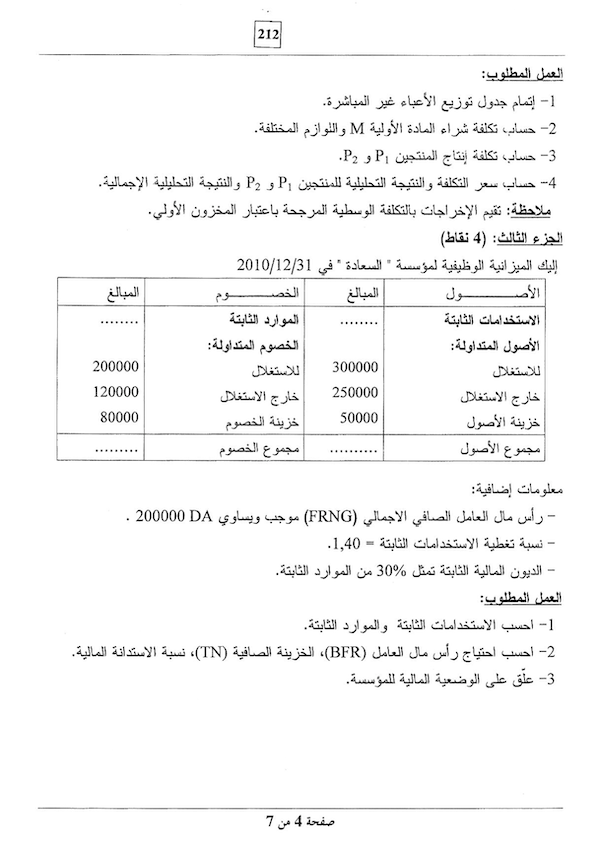 212
العمل المطلوب:
1- إتمام جدول توزيع الأعباء غير المباشرة.
2- حساب تكلفة شراء المادة الأولية M واللوازم المختلفة.
3- حساب تكلفة إنتاج المنتجين P1 و P2.
4- حساب سعر التكلفة والنتيجة التحليلية للمنتجين P1 و P2 والنتيجة التحليلية الإجمالية.
ملاحظة: تقيم الإخراجات بالتكلفة الوسطية المرجحة باعتبار المخزون الأولي.
الجزء الثالث: (4 نقاط)
إليك الميزانية الوظيفية لمؤسسة " السعادة " في 2010/12/31
الأصـــــــول المبالغ الخصـــــــوم المبالغ
الاستخدامات الثابتة ........ الموارد الثابتة ........
الأصول المتداولة: الخصوم المتداولة:
للاستغلال 300000 للاستغلال 200000
خارج الاستغلال 250000 خارج الاستغلال 120000
خزينة الأصول 50000 خزينة الخصوم 80000
مجموع الأصول .......... مجموع الخصوم .........
معلومات إضافية:
- رأس مال العامل الصافي الاجمالي (FRNG) موجب ويساوي 200000 DA .
- نسبة تغطية الاستخدامات الثابتة = 1,40.
- الديون المالية الثابتة تمثل 30% من الموارد الثابتة.
العمل المطلوب:
1- احسب الاستخدامات الثابتة والموارد الثابتة.
2- احسب احتياج رأس مال العامل (BFR)، الخزينة الصافية (TN)، نسبة الاستدانة المالية.
3- علّق على الوضعية المالية للمؤسسة.
صفحة 4 من 7